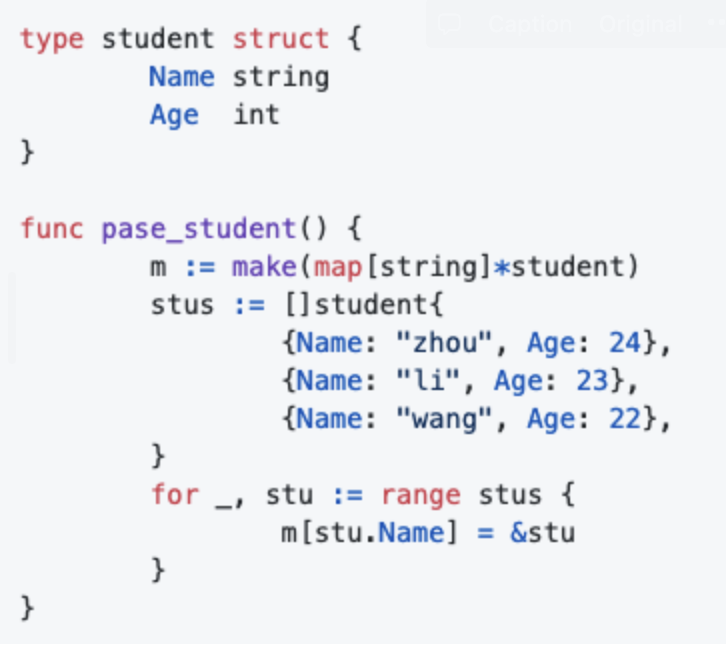 Caption Original
type student struct {
        Name string
        Age  int
}

func pase_student() {
        m := make(map[string]*student)
        stus := []student{
                {Name: "zhou", Age: 24},
                {Name: "li", Age: 23},
                {Name: "wang", Age: 22},
        }
        for _, stu := range stus {
                m[stu.Name] = &stu
        }
}